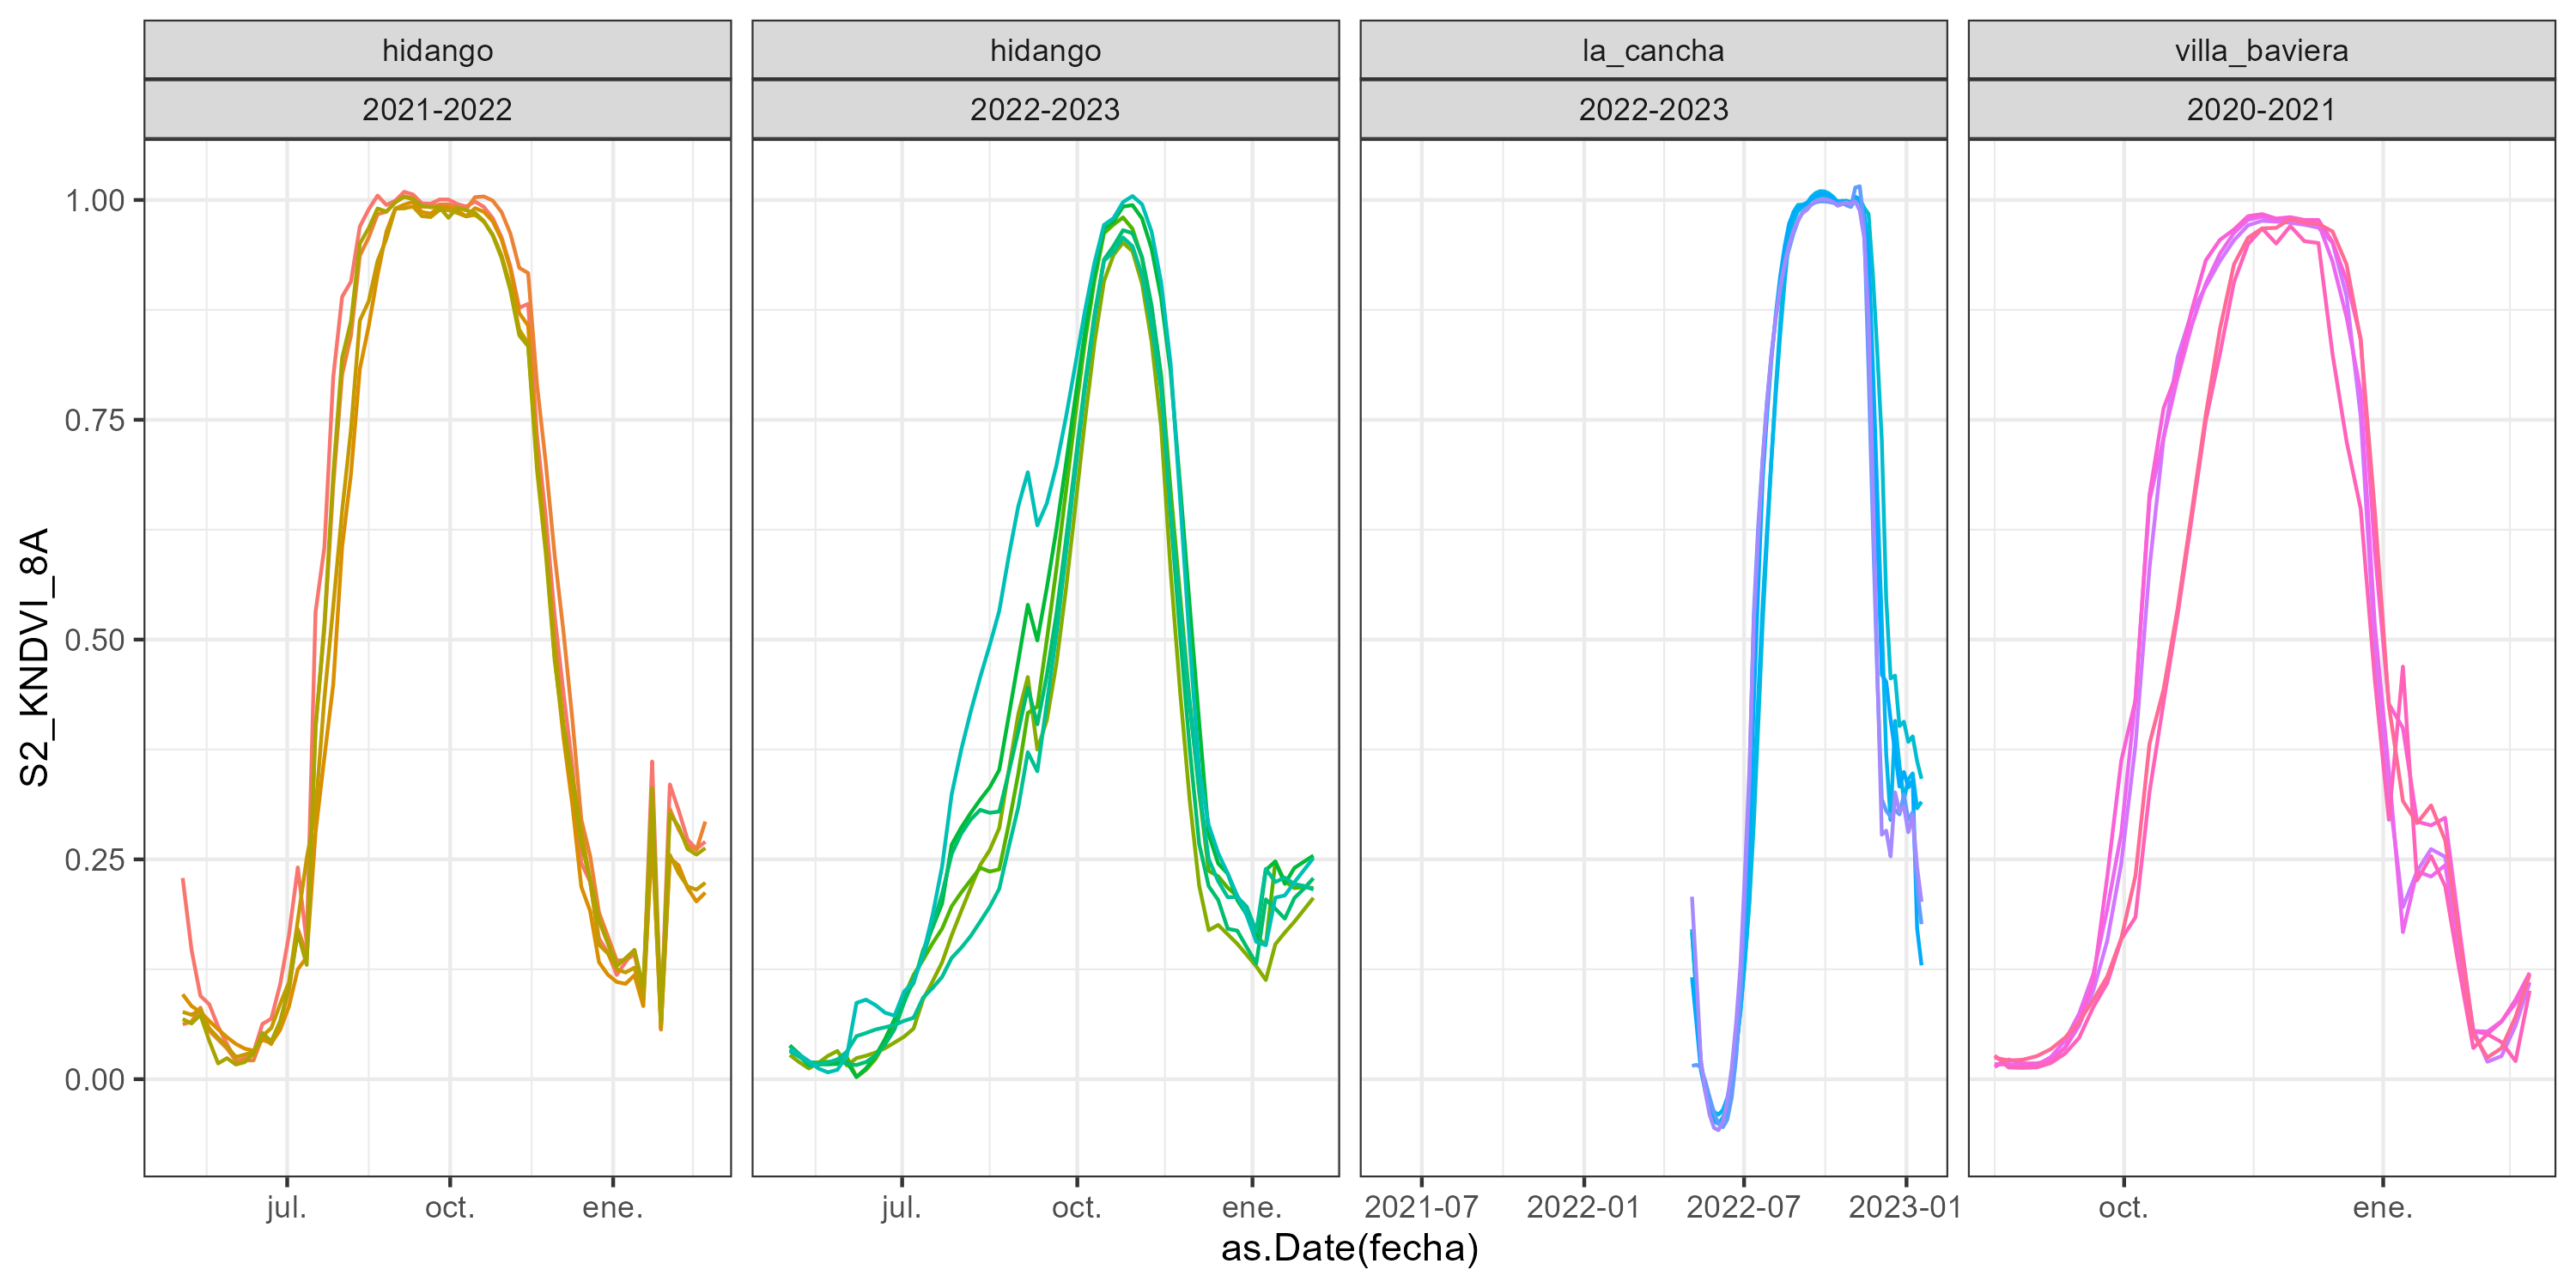 hidango
hidango
la_cancha
villa_baviera
2021-2022
2022-2023
2022-2023
2020-2021
S2_KNDVI_8A
1.00
0.75
0.50
0.25
0.00
jul.
oct.
ene.
jul.
oct.
ene.
2021-07
2022-01
2022-07
2023-01
oct.
ene.
as.Date(fecha)